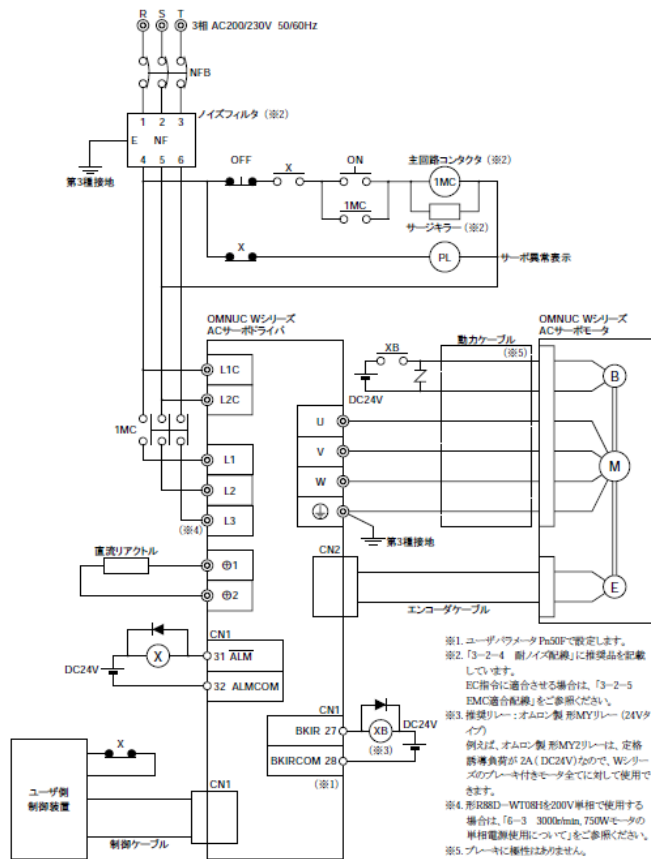 R S T
3相 AC200/230V 50/60Hz
NFB
ノイズフィルタ (※2)
1 2 3
E NF
4 5 6
第3種接地
OFF X ON 主回路コンタクタ (※2)
1MC
1MC
サージキラー (※2)
X
PL サーボ異常表示
OMNUC Wシリーズ
ACサーボドライバ
OMNUC Wシリーズ
ACサーボモータ
動力ケーブル
(※5)
XB
DC24V
B
L1C
L2C
1MC
U
V
W
M
L1
L2
L3
(※4)
第3種接地
直流リアクトル
⊕1
⊕2
CN2
E
エンコーダケーブル
CN1
X
DC24V
31 ALM
32 ALMCOM
CN1
BKIR 27
XB
DC24V
(※3)
BKIRCOM 28
(※1)
X
ユーザ側
制御装置
CN1
制御ケーブル
※1. ユーザパラメータ Pn50Fで設定します。
※2. 「3-2-4 耐ノイズ配線」に推奨品を記載
しています。
EC指令に適合させる場合は、「3-2-5
EMC適合配線」をご参照ください。
※3. 推奨リレー：オムロン製 形MYリレー (24Vタ
イプ)
例えば、オムロン製 形MY2リレーは、定格
誘導負荷が 2A (DC24V)なので、Wシリー
ズのブレーキ付きモータ全てに対して使用で
きます。
※4. 形R88D-WT08Hを200V単相で使用する
場合は、「6-3 3000r/min, 750Wモータの
単相電源使用について」をご参照ください。
※5. ブレーキに極性はありません。